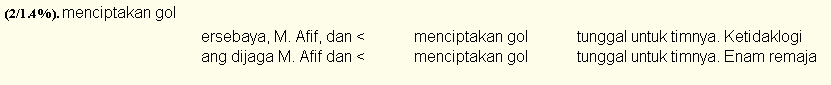 (2/1.4%). menciptakan gol
ersebaya, M. Afif, dan < menciptakan gol tunggal untuk timnya. Ketidaklogi
ang dijaga M. Afif dan < menciptakan gol tunggal untuk timnya. Enam remaja